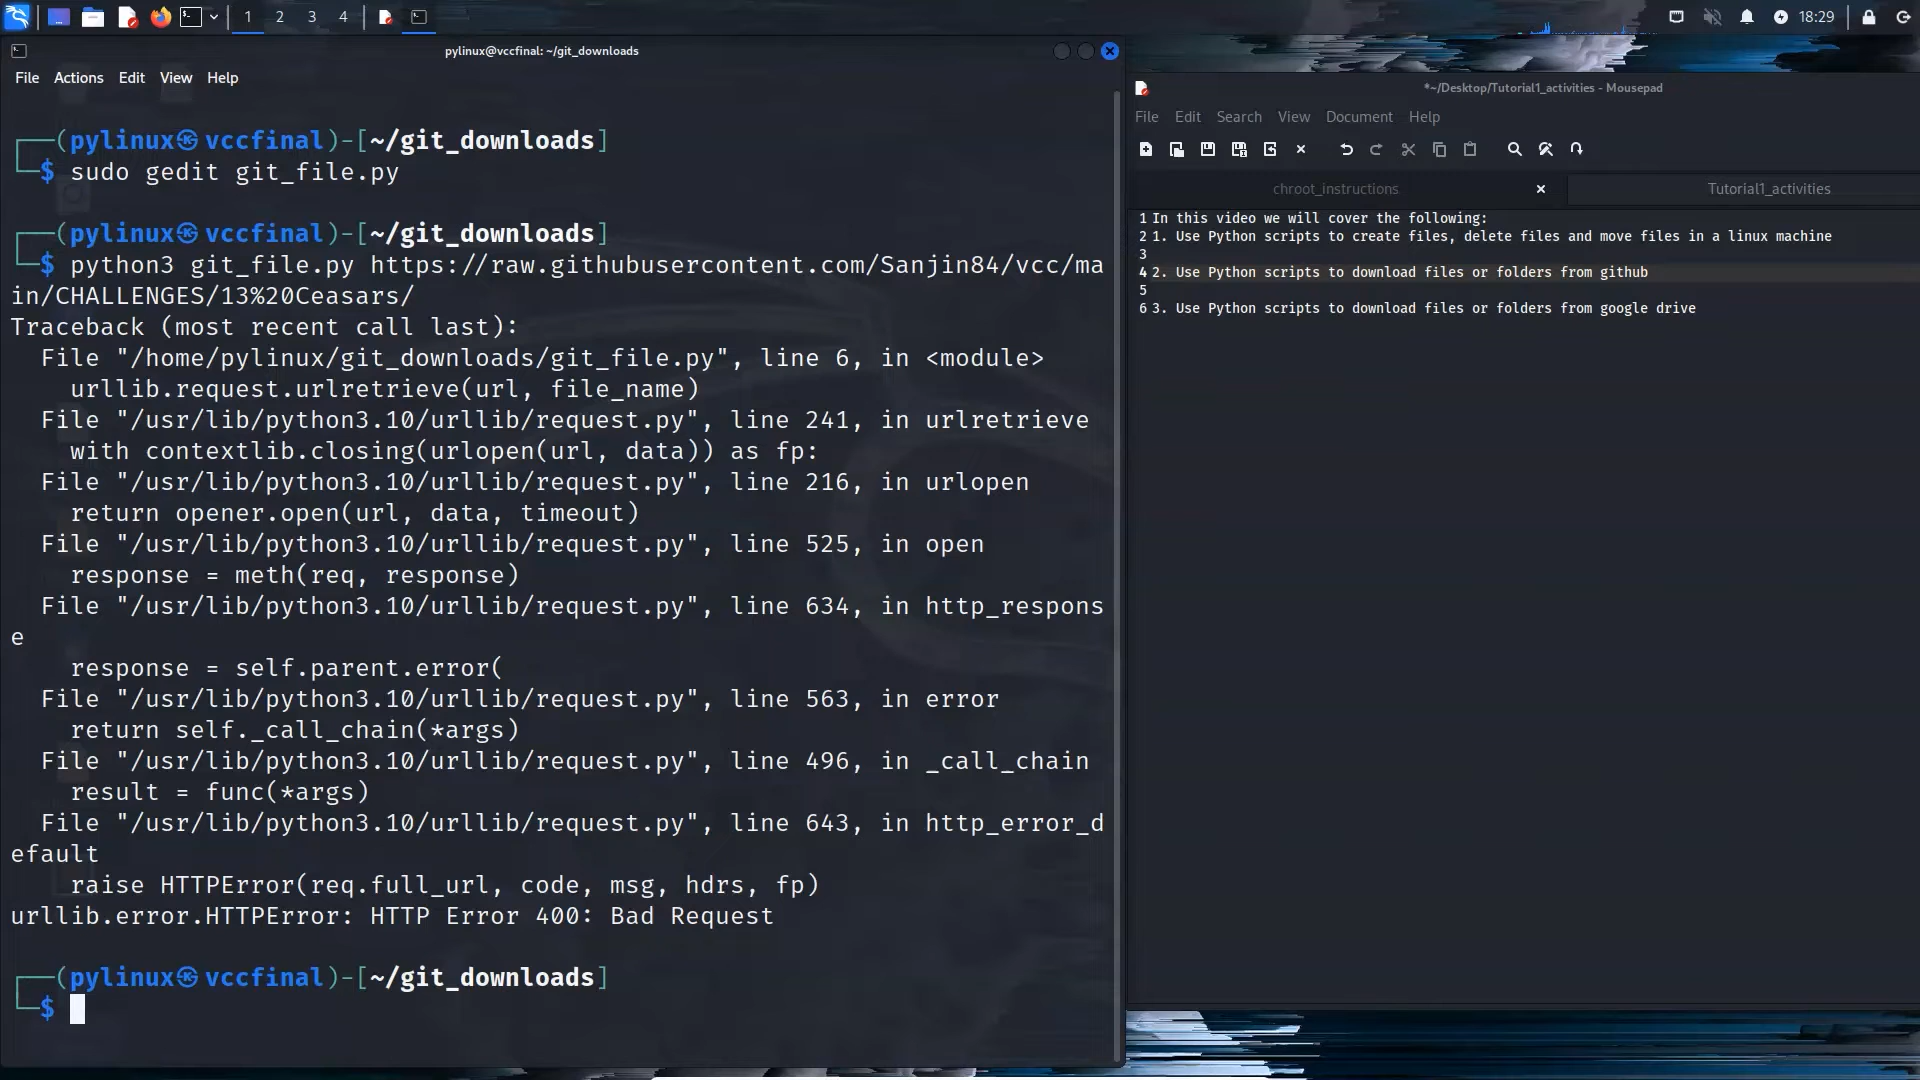 1 2 3 4
18:29
pylinux@vccfinal: ~/git_downloads
File Actions Edit View Help
┌──(pylinux㉿vccfinal)-[~/git_downloads]
└─$ sudo gedit git_file.py
┌──(pylinux㉿vccfinal)-[~/git_downloads]
└─$ python3 git_file.py https://raw.githubusercontent.com/Sanjin84/vcc/ma
in/CHALLENGES/13%20Ceasars/
Traceback (most recent call last):
File "/home/pylinux/git_downloads/git_file.py", line 6, in <module>
urllib.request.urlretrieve(url, file_name)
File "/usr/lib/python3.10/urllib/request.py", line 241, in urlretrieve
with contextlib.closing(urlopen(url, data)) as fp:
File "/usr/lib/python3.10/urllib/request.py", line 216, in urlopen
return opener.open(url, data, timeout)
File "/usr/lib/python3.10/urllib/request.py", line 525, in open
response = meth(req, response)
File "/usr/lib/python3.10/urllib/request.py", line 634, in http_respons
e
response = self.parent.error(
File "/usr/lib/python3.10/urllib/request.py", line 563, in error
return self._call_chain(*args)
File "/usr/lib/python3.10/urllib/request.py", line 496, in _call_chain
result = func(*args)
File "/usr/lib/python3.10/urllib/request.py", line 643, in http_error_d
efault
raise HTTPError(req.full_url, code, msg, hdrs, fp)
urllib.error.HTTPError: HTTP Error 400: Bad Request
┌──(pylinux㉿vccfinal)-[~/git_downloads]
└─$
*~/Desktop/Tutorial1_activities - Mousepad
File Edit Search View Document Help
chroot_instructions
Tutorial1_activities
1 In this video we will cover the following:
2 1. Use Python scripts to create files, delete files and move files in a linux machine
3
4 2. Use Python scripts to download files or folders from github
5
6 3. Use Python scripts to download files or folders from google drive